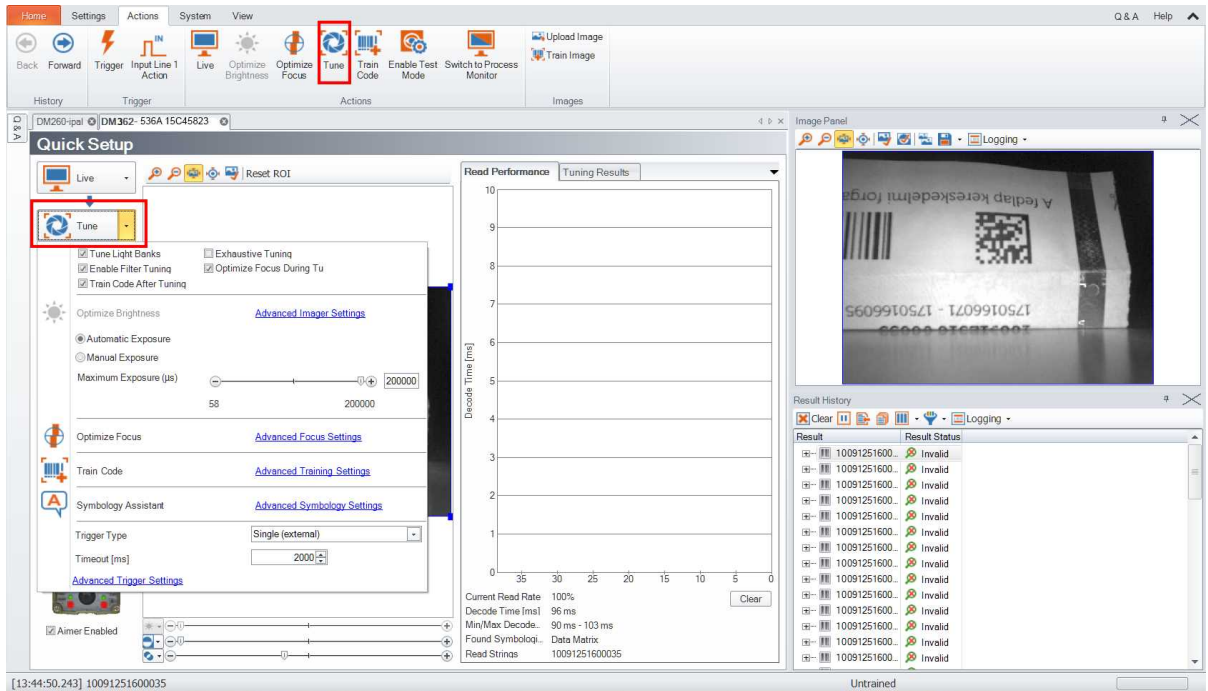 Home Settings Actions System View Q & A Help
Back Forward Trigger Input Line 1 Action Live Optimize Brightness Optimize Focus Tune Train Code Enable Test Mode Switch to Process Monitor
Upload Image
Train Image
History Trigger Actions Images
Q & A
DM260-ipal DM362- 536A 15C45823
Quick Setup
Live
Reset ROI
Tune
Tune Light Banks Exhaustive Tuning
Enable Filter Tuning Optimize Focus During Tu
Train Code After Tuning
Optimize Brightness Advanced Imager Settings
Automatic Exposure
Manual Exposure
Maximum Exposure (µs) 200000
58 200000
Optimize Focus Advanced Focus Settings
Train Code Advanced Training Settings
Symbology Assistant Advanced Symbology Settings
Trigger Type Single (external)
Timeout [ms] 2000
Advanced Trigger Settings
Aimer Enabled
Read Performance Tuning Results
Decode Time [ms]
10
9
8
7
6
5
4
3
2
1
0
35 30 25 20 15 10 5 0
Current Read Rate 100%
Clear
Decode Time [ms] 96 ms
Min/Max Decode.. 90 ms - 103 ms
Found Symbologi.. Data Matrix
Read Strings 10091251600035
Image Panel
Logging
A fedlap kereskedelmi forga
1750166071 - 1750166095
Result History
Clear Logging
Result Result Status
10091251600... Invalid
10091251600... Invalid
10091251600... Invalid
10091251600... Invalid
10091251600... Invalid
10091251600... Invalid
10091251600... Invalid
10091251600... Invalid
10091251600... Invalid
10091251600... Invalid
10091251600... Invalid
10091251600... Invalid
10091251600... Invalid
10091251600... Invalid
[13:44:50.243] 10091251600035 Untrained